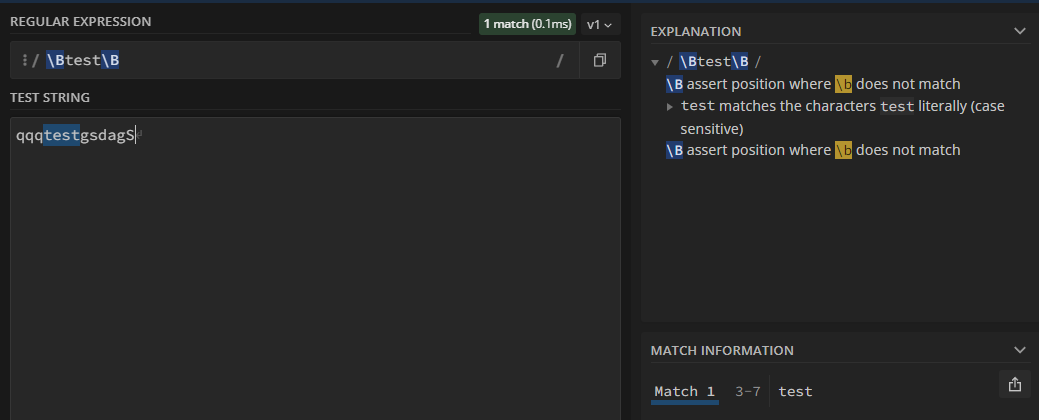 REGULAR EXPRESSION
1 match (0.1ms)
v1
/ \Btest\B /
TEST STRING
qqqtestgsdagS
EXPLANATION
/ \Btest\B /
\B assert position where \b does not match
test matches the characters test literally (case
sensitive)
\B assert position where \b does not match
MATCH INFORMATION
Match 1 3-7 test